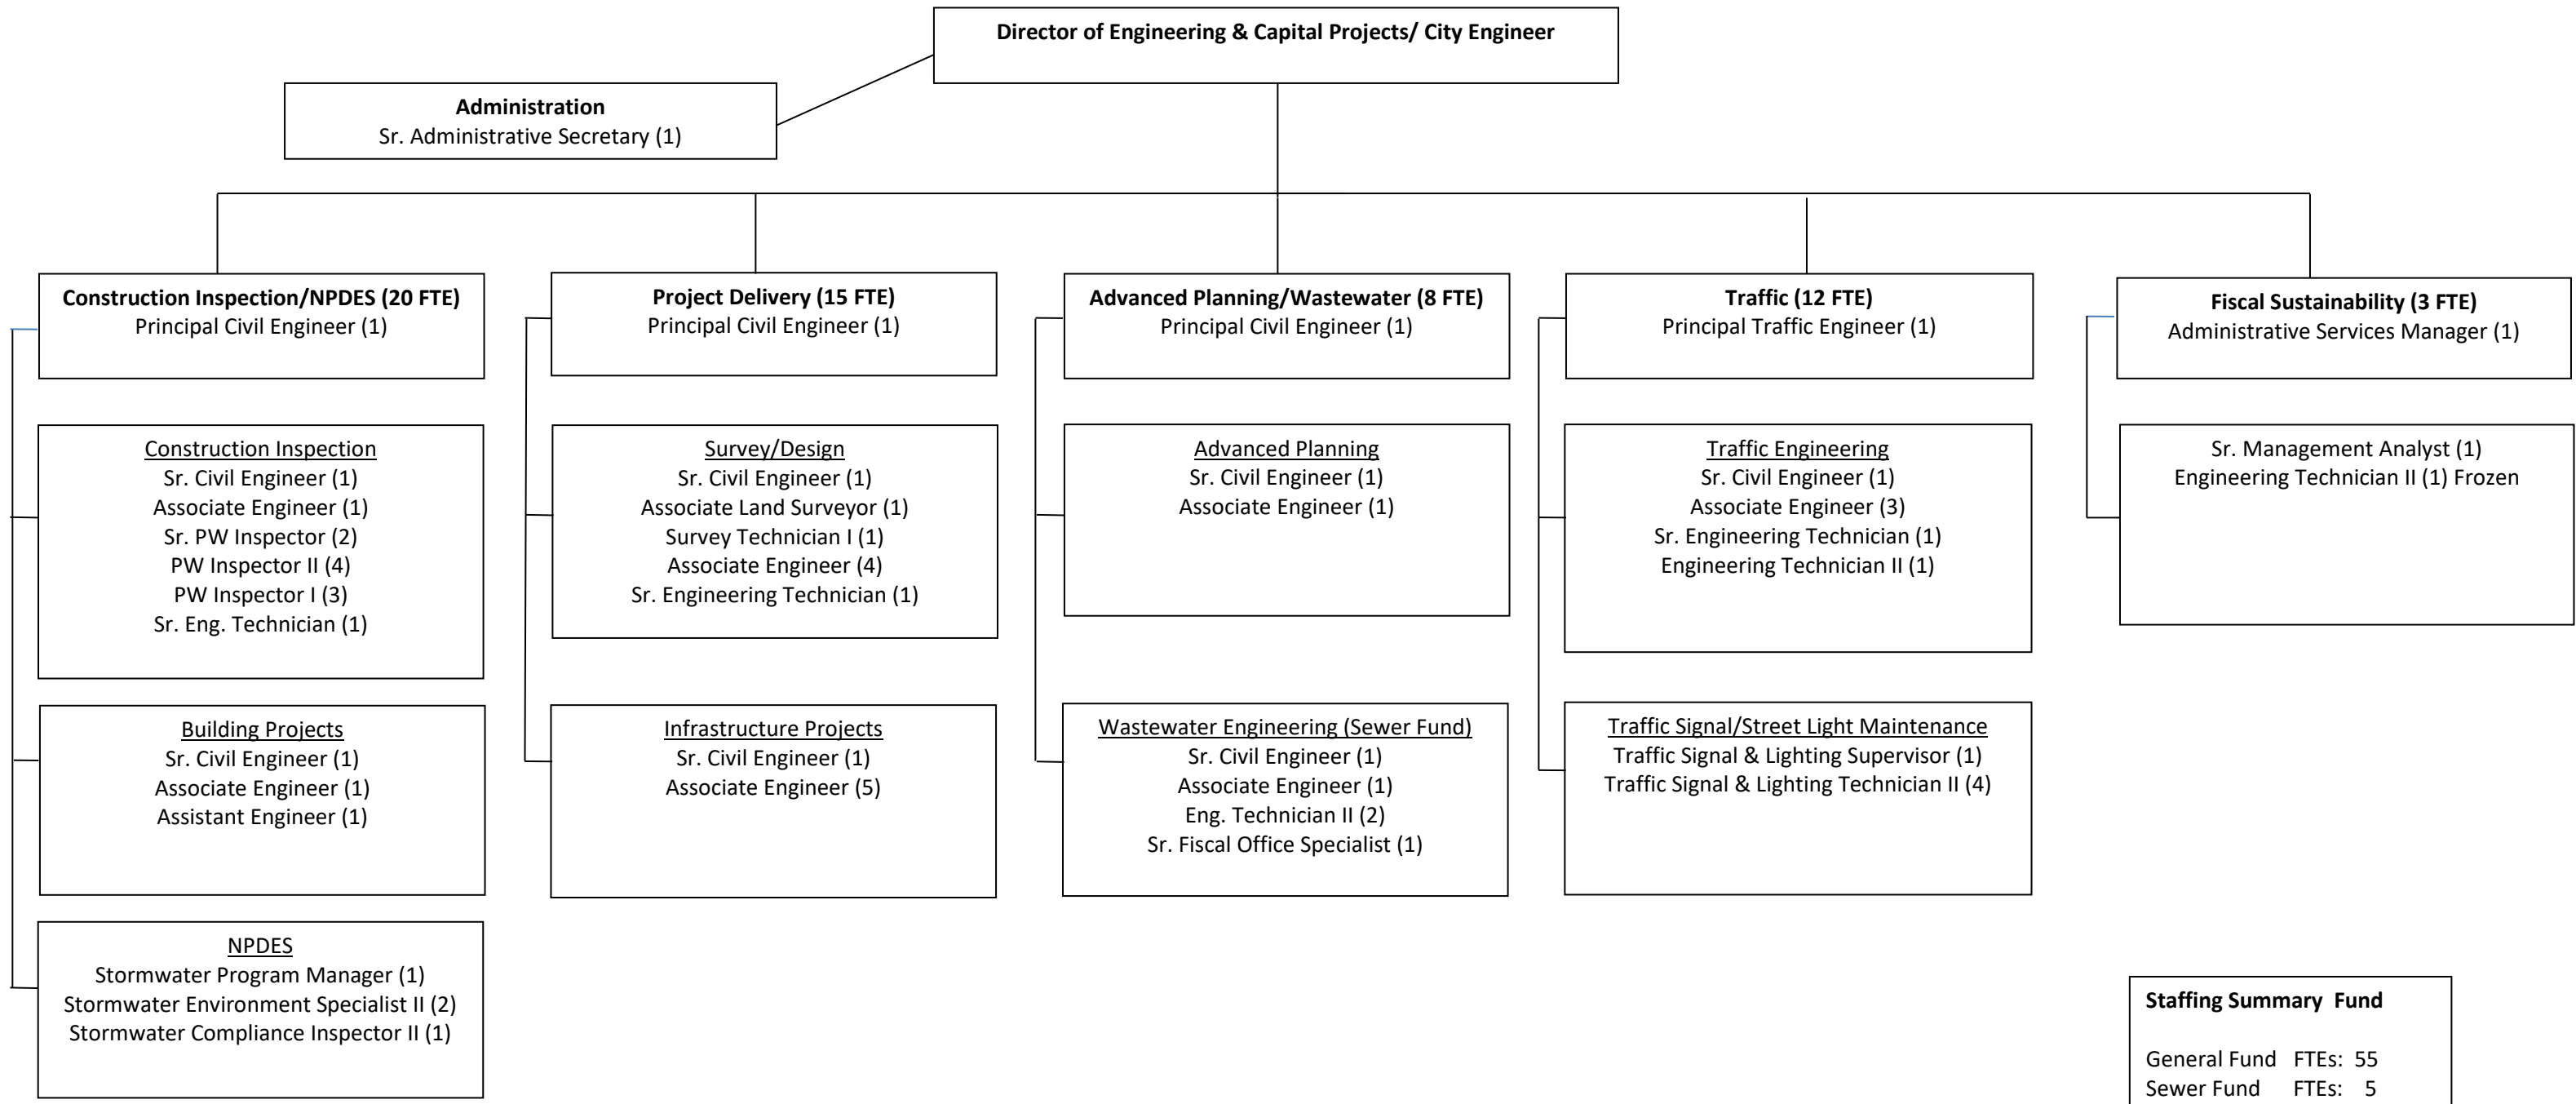 Director of Engineering & Capital Projects/ City Engineer
Administration
Sr. Administrative Secretary (1)
Construction Inspection/NPDES (20 FTE)
Principal Civil Engineer (1)
Construction Inspection
Sr. Civil Engineer (1)
Associate Engineer (1)
Sr. PW Inspector (2)
PW Inspector II (4)
PW Inspector I (3)
Sr. Eng. Technician (1)
Building Projects
Sr. Civil Engineer (1)
Associate Engineer (1)
Assistant Engineer (1)
NPDES
Stormwater Program Manager (1)
Stormwater Environment Specialist II (2)
Stormwater Compliance Inspector II (1)
Project Delivery (15 FTE)
Principal Civil Engineer (1)
Survey/Design
Sr. Civil Engineer (1)
Associate Land Surveyor (1)
Survey Technician I (1)
Associate Engineer (4)
Sr. Engineering Technician (1)
Infrastructure Projects
Sr. Civil Engineer (1)
Associate Engineer (5)
Advanced Planning/Wastewater (8 FTE)
Principal Civil Engineer (1)
Advanced Planning
Sr. Civil Engineer (1)
Associate Engineer (1)
Wastewater Engineering (Sewer Fund)
Sr. Civil Engineer (1)
Associate Engineer (1)
Eng. Technician II (2)
Sr. Fiscal Office Specialist (1)
Traffic (12 FTE)
Principal Traffic Engineer (1)
Traffic Engineering
Sr. Civil Engineer (1)
Associate Engineer (3)
Sr. Engineering Technician (1)
Engineering Technician II (1)
Traffic Signal/Street Light Maintenance
Traffic Signal & Lighting Supervisor (1)
Traffic Signal & Lighting Technician II (4)
Fiscal Sustainability (3 FTE)
Administrative Services Manager (1)
Sr. Management Analyst (1)
Engineering Technician II (1) Frozen
Staffing Summary Fund
General Fund FTEs: 55
Sewer Fund FTEs: 5